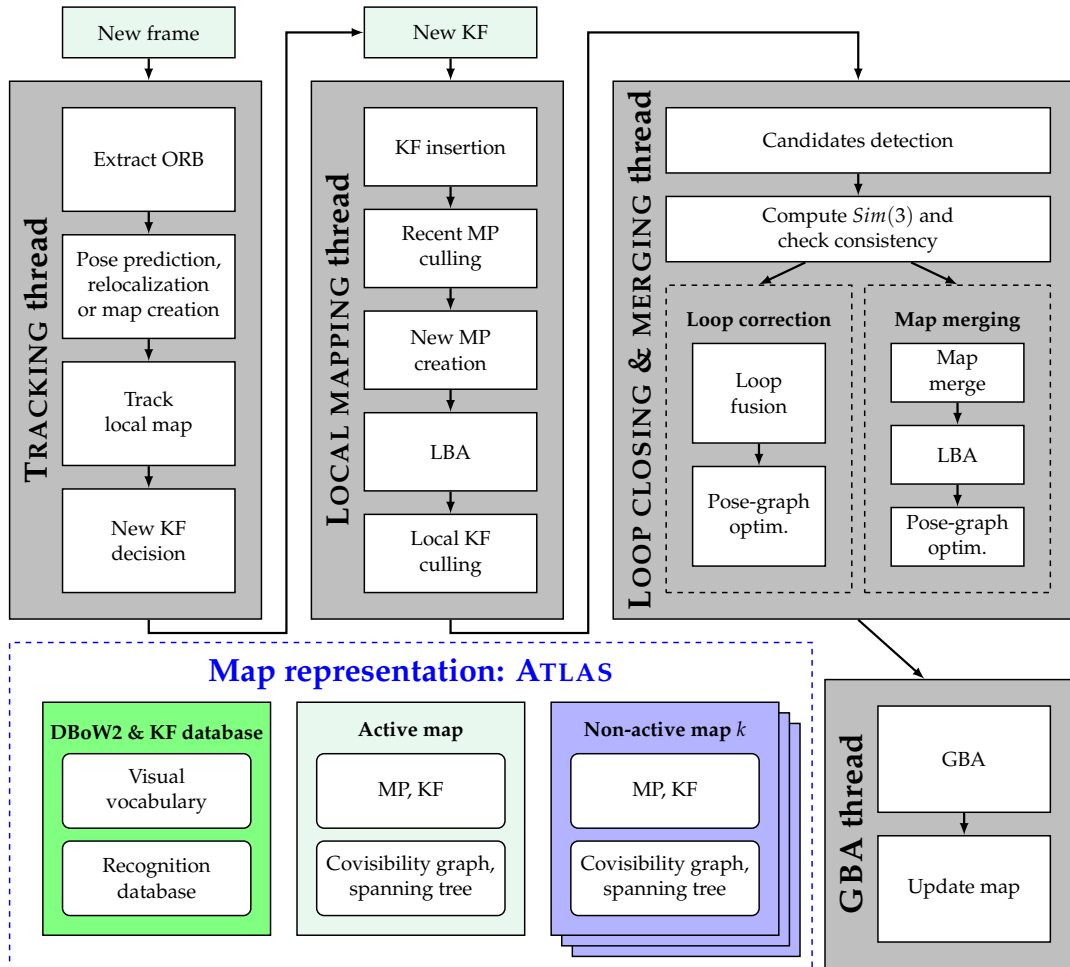 New frame
TRACKING thread
Extract ORB
Pose prediction,
relocalization
or map creation
Track
local map
New KF
decision
New KF
LOCAL MAPPING thread
KF insertion
Recent MP
culling
New MP
creation
LBA
Local KF
culling
LOOP CLOSING & MERGING thread
Candidates detection
Compute Sim(3) and
check consistency
Loop correction
Loop
fusion
Pose-graph
optim.
Map merging
Map
merge
LBA
Pose-graph
optim.
Map representation: ATLAS
DBoW2 & KF database
Visual
vocabulary
Recognition
database
Active map
MP, KF
Covisibility graph,
spanning tree
Non-active map k
MP, KF
Covisibility graph,
spanning tree
GBA thread
GBA
Update map